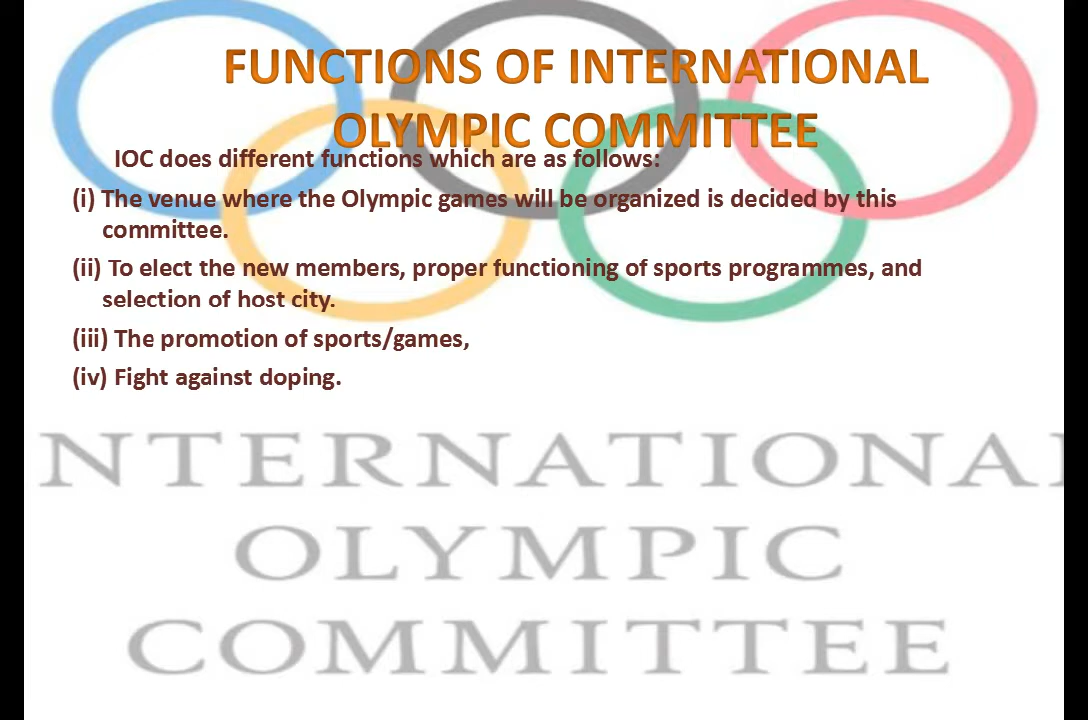 FUNCTIONS OF INTERNATIONAL
OLYMPIC COMMITTEE
IOC does different functions which are as follows:
(i) The venue where the Olympic games will be organized is decided by this
committee.
(ii) To elect the new members, proper functioning of sports programmes, and
selection of host city.
(iii) The promotion of sports/games,
(iv) Fight against doping.
NTERNATIONAL
OLYMPIC
COMMITTEE